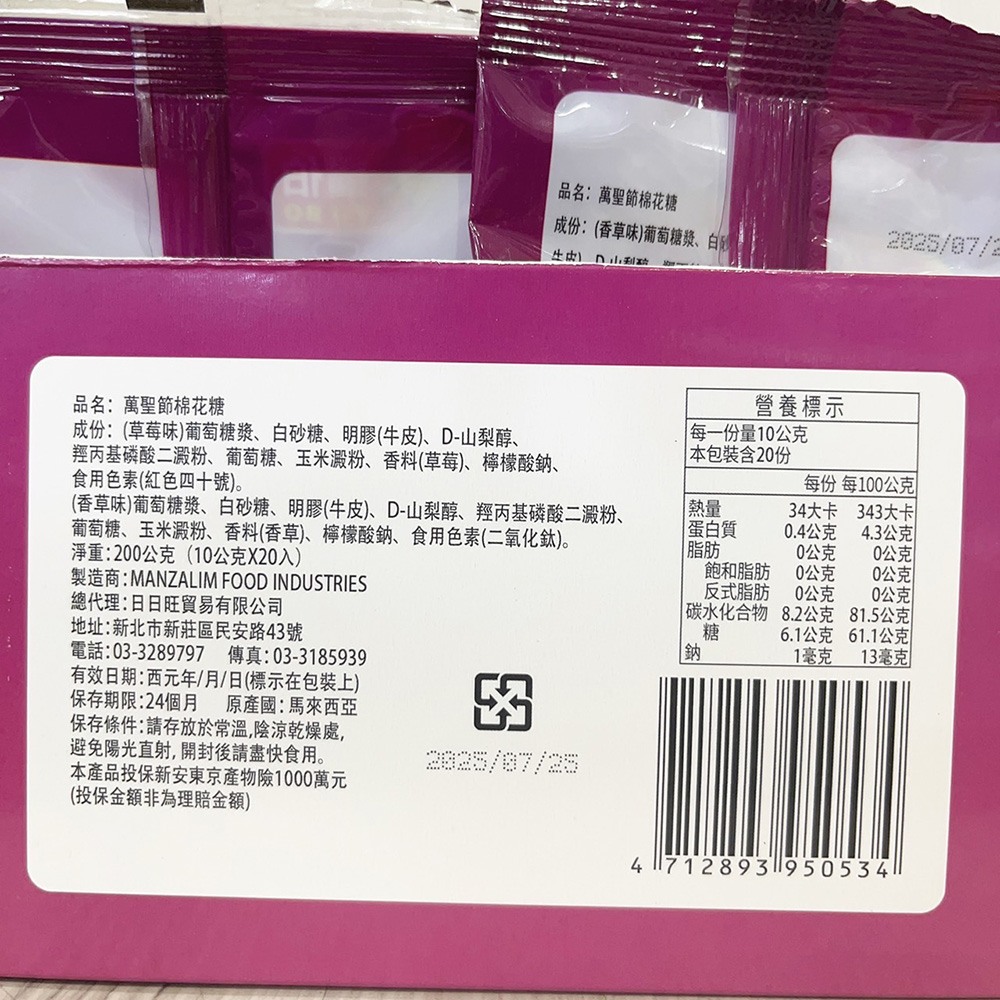 品名：萬聖節棉花糖
成份：(香草味)葡萄糖漿、白砂
牛皮)、D-山梨醇
2025/07/2
品名：萬聖節棉花糖
成份：(草莓味)葡萄糖漿、白砂糖、明膠(牛皮)、D-山梨醇、
羥丙基磷酸二澱粉、葡萄糖、玉米澱粉、香料(草莓)、檸檬酸鈉、
食用色素(紅色四十號)。
(香草味)葡萄糖漿、白砂糖、明膠(牛皮)、D-山梨醇、羥丙基磷酸二澱粉、
葡萄糖、玉米澱粉、香料(香草)、檸檬酸鈉、食用色素(二氧化鈦)。
淨重：200公克（10公克X20入）
製造商：MANZALIM FOOD INDUSTRIES
總代理：日日旺貿易有限公司
地址：新北市新莊區民安路43號
電話：03-3289797 傳真：03-3185939
有效日期：西元年/月/日(標示在包裝上)
保存期限：24個月 原產國：馬來西亞
保存條件：請存放於常溫,陰涼乾燥處,
避免陽光直射,開封後請盡快食用。
本產品投保新安東京產物險1000萬元
(投保金額非為理賠金額)
2025/07/25
營養標示
每一份量10公克
本包裝含20份
每份 每100公克
熱量 34大卡 343大卡
蛋白質 0.4公克 4.3公克
脂肪 0公克 0公克
飽和脂肪 0公克 0公克
反式脂肪 0公克 0公克
碳水化合物 8.2公克 81.5公克
糖 6.1公克 61.1公克
鈉 1毫克 13毫克
4 712893 950534